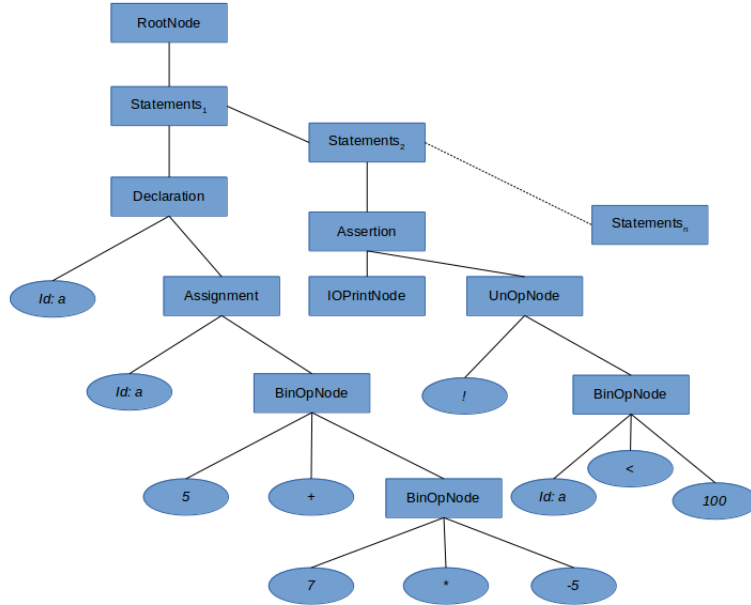 RootNode
Statements₁
Statements₂
Declaration
Statementsₙ
Assertion
Id: a
Assignment
IOPrintNode
UnOpNode
Id: a
BinOpNode
!
BinOpNode
5
+
BinOpNode
Id: a
<
100
7
*
-5